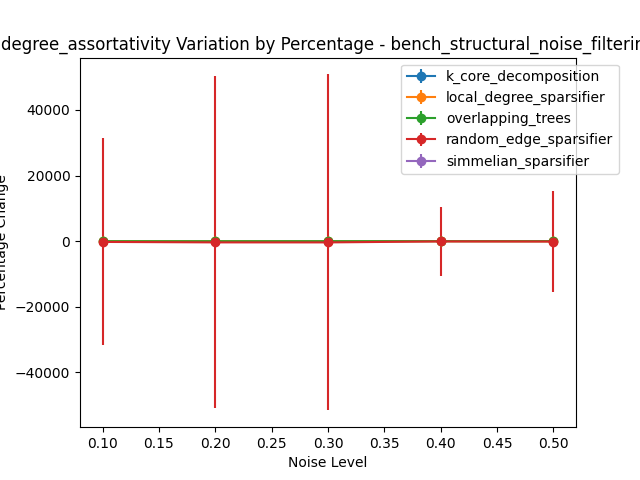 degree_assortativity Variation by Percentage - bench_structural_noise_filterin
k_core_decomposition
local_degree_sparsifier
overlapping_trees
random_edge_sparsifier
simmelian_sparsifier
Percentage Change
40000
20000
0
−20000
−40000
0.10 0.15 0.20 0.25 0.30 0.35 0.40 0.45 0.50
Noise Level